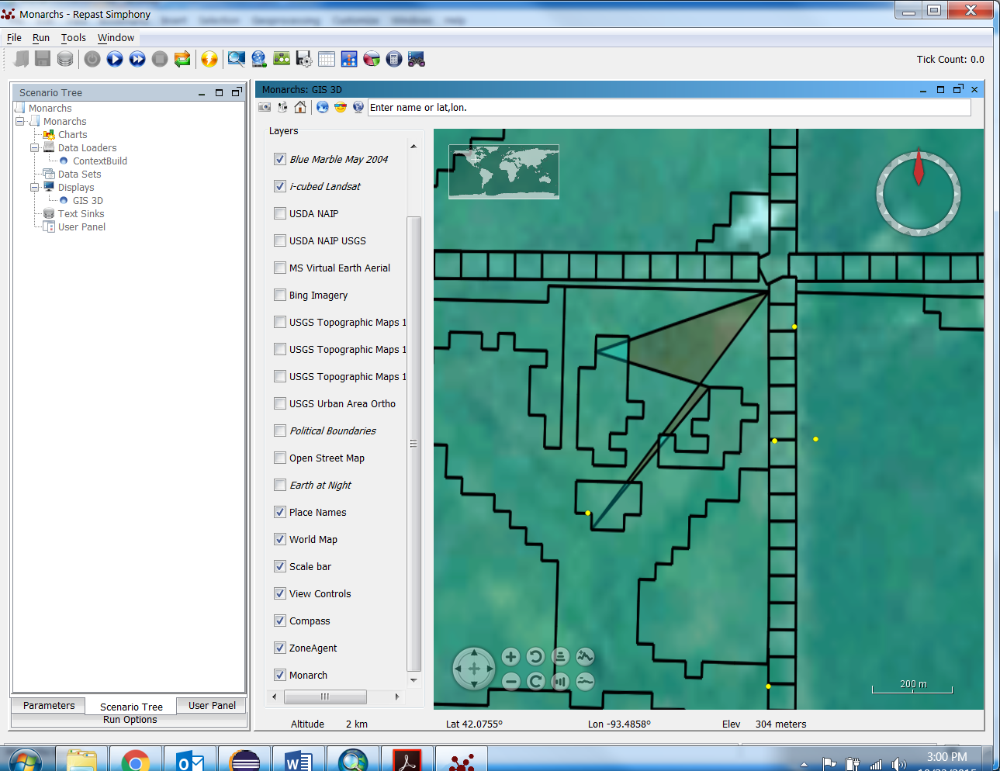 Monarchs - Repast Simphony
File Run Tools Window
Tick Count: 0.0
Scenario Tree
Monarchs
Monarchs
Charts
Data Loaders
ContextBuild
Data Sets
Displays
GIS 3D
Text Sinks
User Panel
Parameters Scenario Tree User Panel
Run Options
Monarchs: GIS 3D
Enter name or lat,lon.
Layers
Blue Marble May 2004
i-cubed Landsat
USDA NAIP
USDA NAIP USGS
MS Virtual Earth Aerial
Bing Imagery
USGS Topographic Maps 1
USGS Topographic Maps 1
USGS Topographic Maps 1
USGS Urban Area Ortho
Political Boundaries
Open Street Map
Earth at Night
Place Names
World Map
Scale bar
View Controls
Compass
ZoneAgent
Monarch
200 m
Altitude 2 km Lat 42.0755° Lon -93.4858° Elev 304 meters
3:00 PM